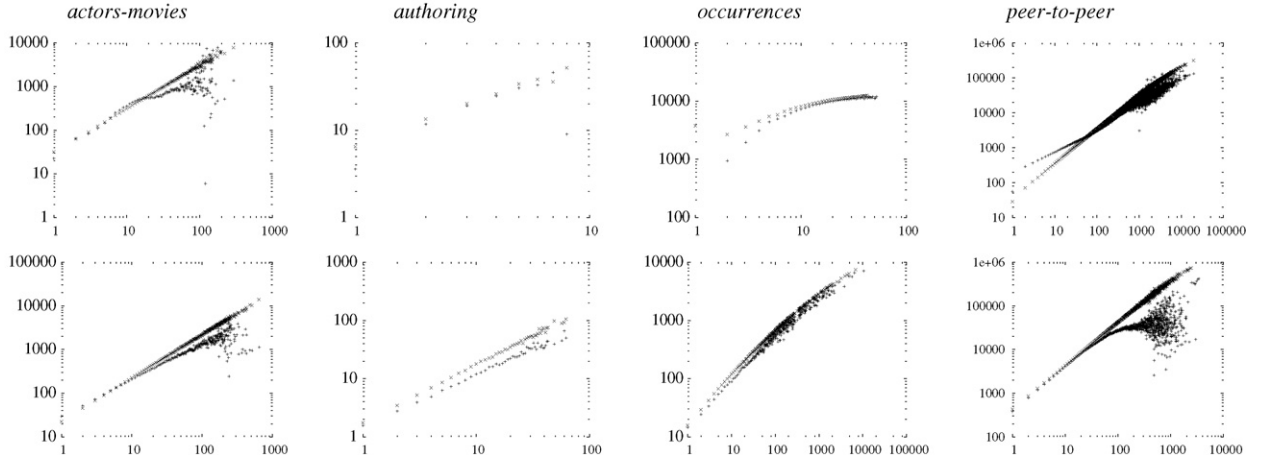 actors-movies authoring occurrences peer-to-peer
10000 100 100000 1e+06
100000
1000 10000
10000
100 10
1000 1000
10 100
1 1 100 10
1 10 100 1000 1 10 1 10 100 1 10 100 1000 10000 100000
100000 1000 10000 1e+06
10000 100 1000 100000
1000 10000
100 10 100 1000
10 1 10 100
1 10 100 1000 1 10 100 1 10 100 1000 10000 100000 1 10 100 1000 10000